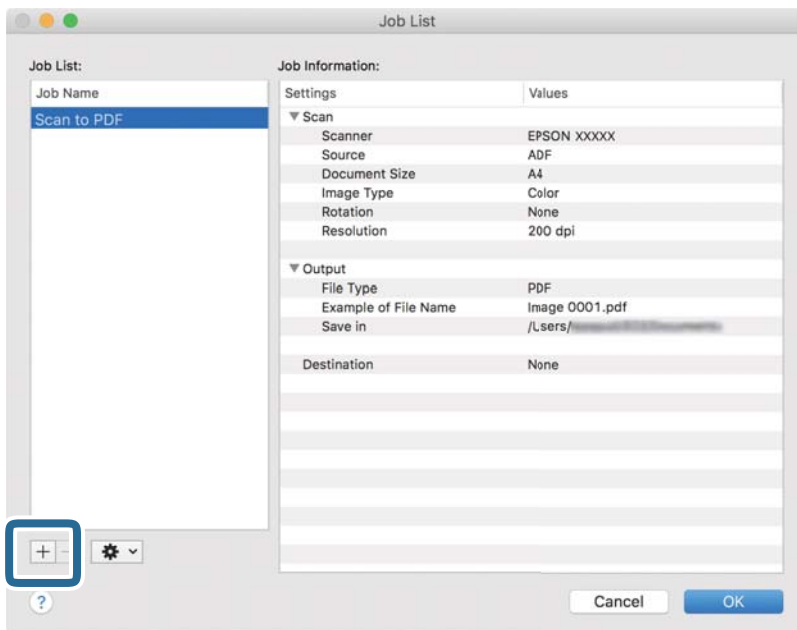 Job List
Job List:
Job Information:
Job Name
Settings Values
Scan to PDF
Scan
Scanner EPSON XXXXX
Source ADF
Document Size A4
Image Type Color
Rotation None
Resolution 200 dpi
Output
File Type PDF
Example of File Name Image 0001.pdf
Save in /Users/
Destination None
+ -
?
Cancel OK